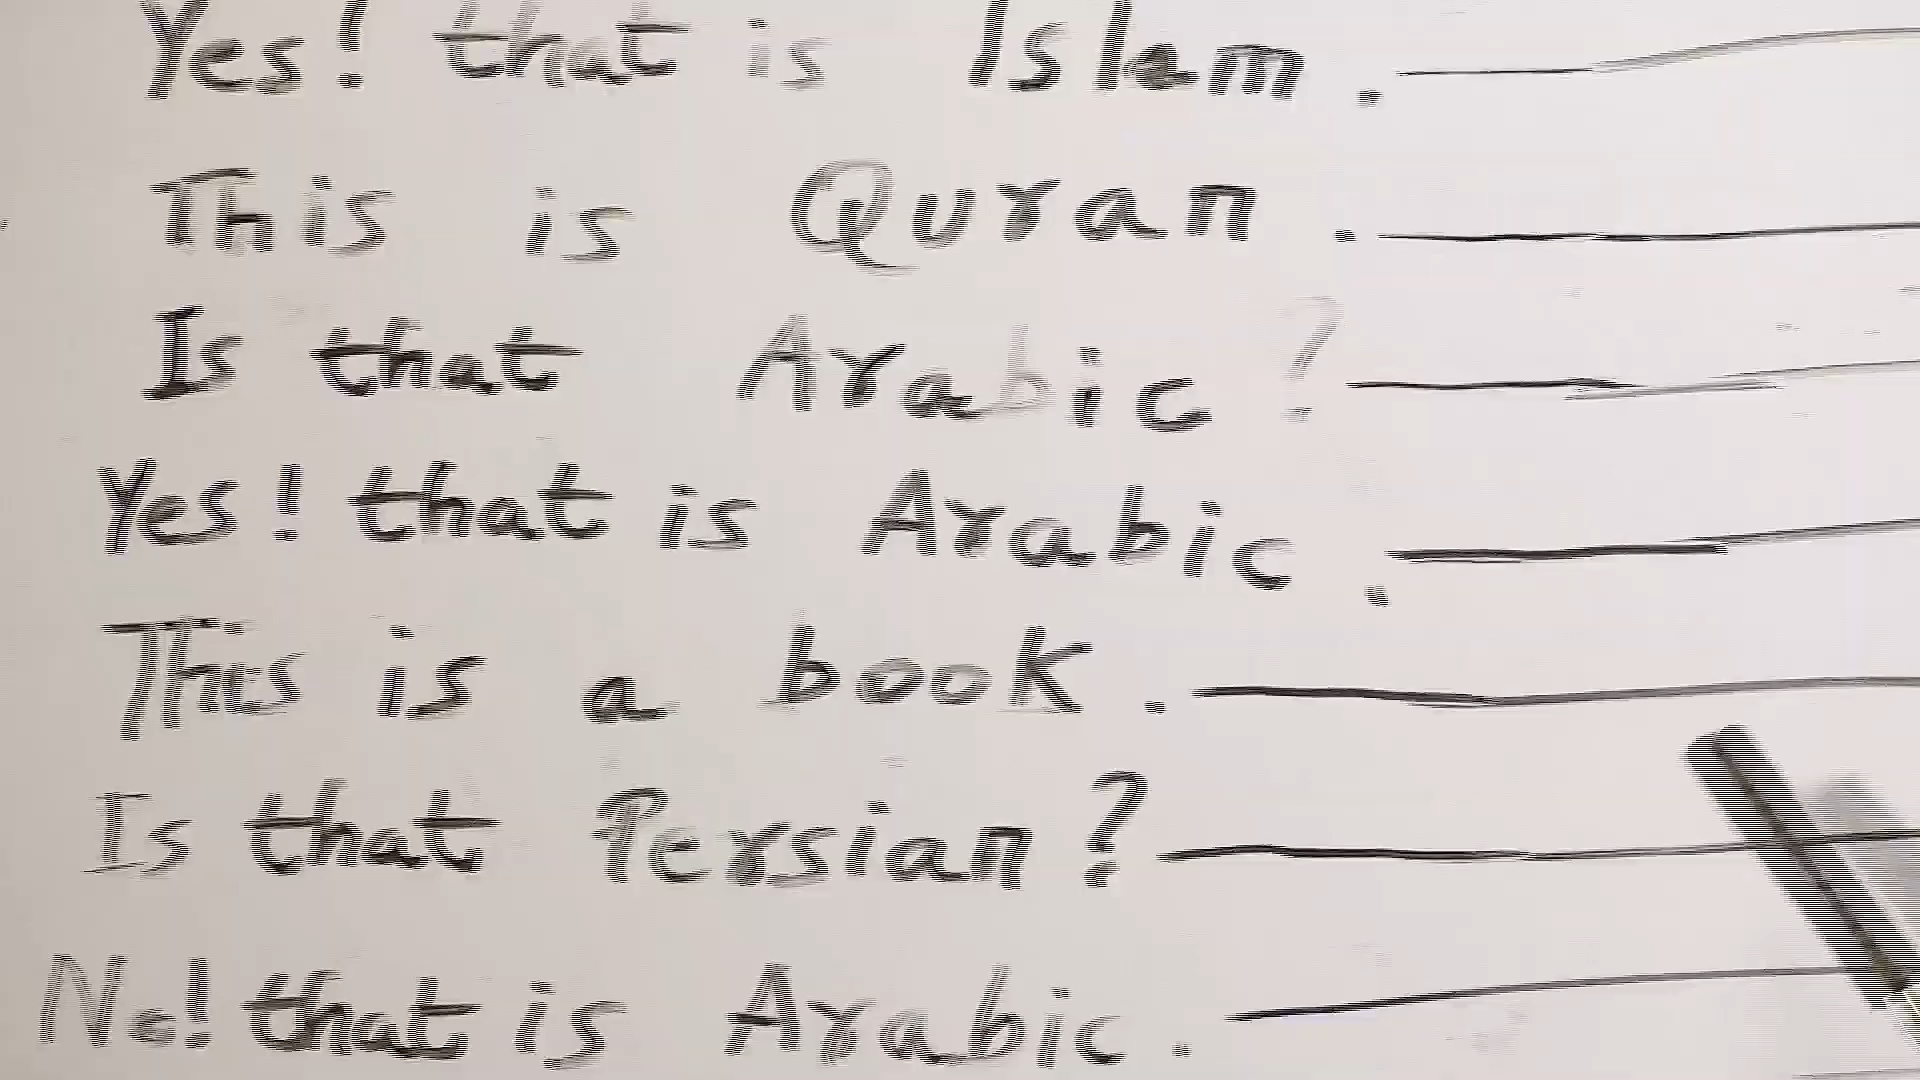 Yes! that is Islam.
This is Quran.
Is that Arabic?
Yes! that is Arabic.
This is a book.
Is that Persian?
No! that is Arabic.